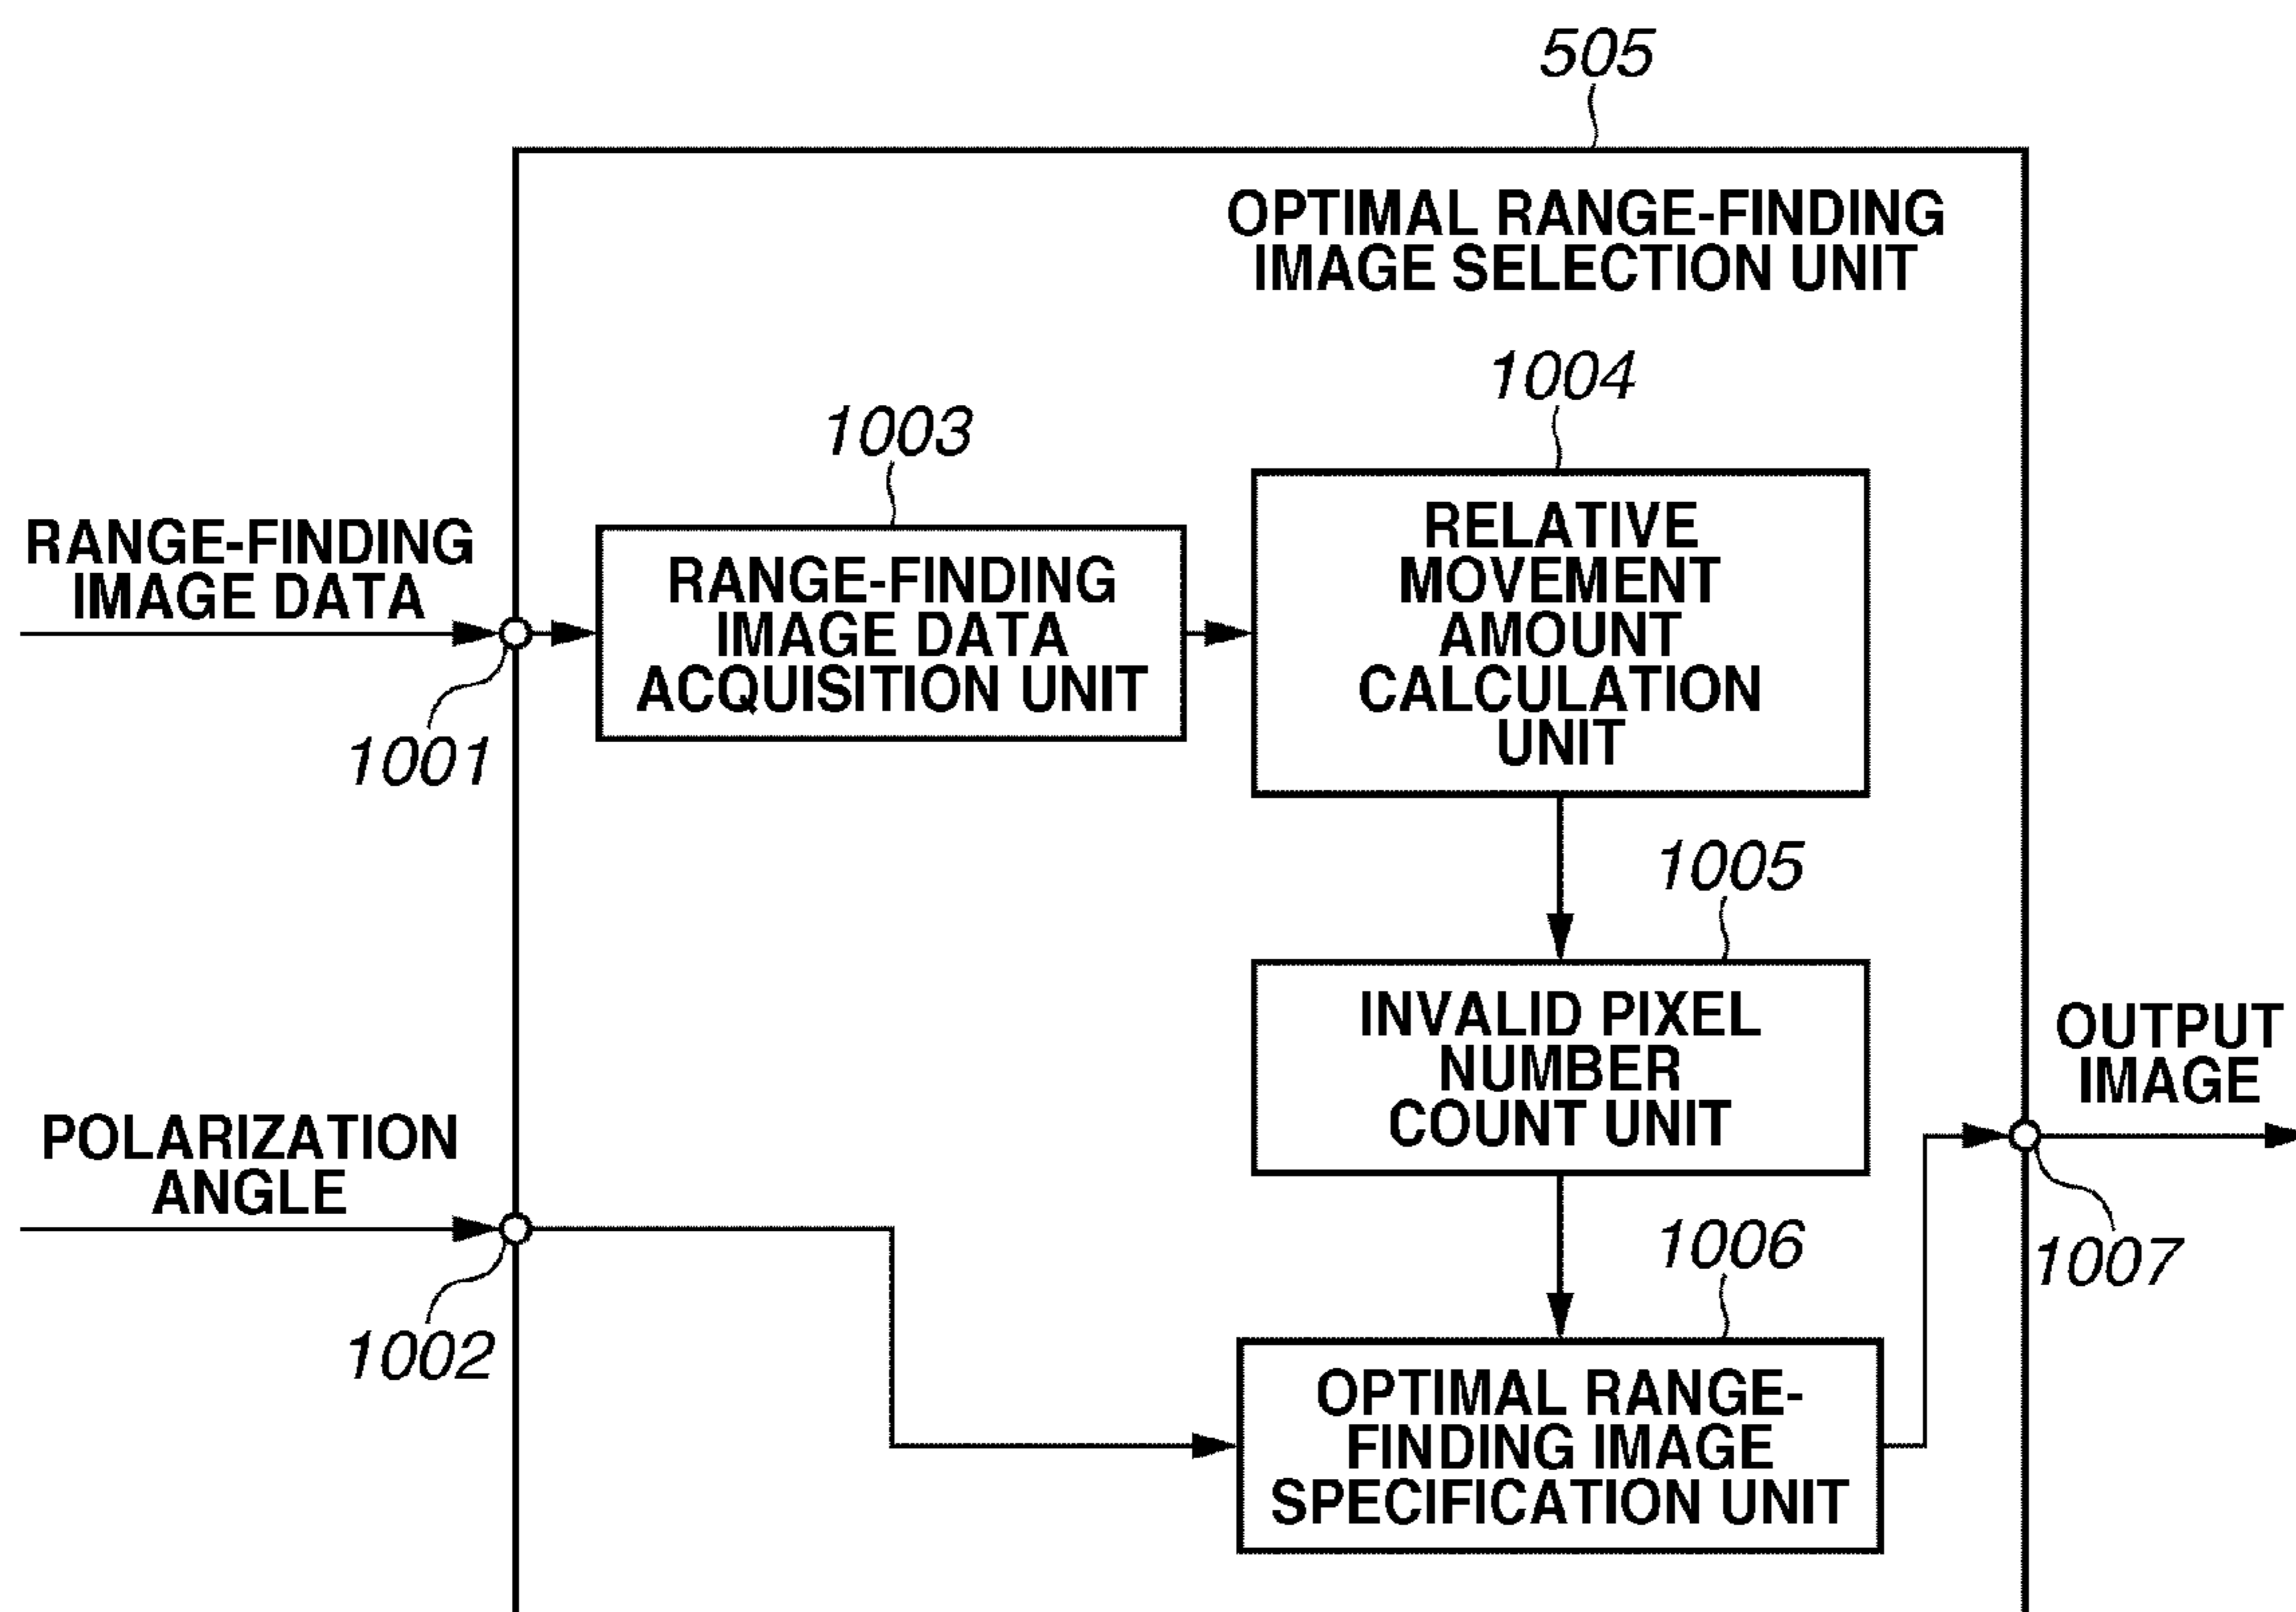 505
OPTIMAL RANGE-FINDING
IMAGE SELECTION UNIT
1004
1003
RANGE-FINDING
IMAGE DATA
RANGE-FINDING
IMAGE DATA
ACQUISITION UNIT
RELATIVE
MOVEMENT
AMOUNT
CALCULATION
UNIT
1001
1005
INVALID PIXEL
NUMBER
COUNT UNIT
OUTPUT
IMAGE
POLARIZATION
ANGLE
1002
1006
1007
OPTIMAL RANGE-
FINDING IMAGE
SPECIFICATION UNIT